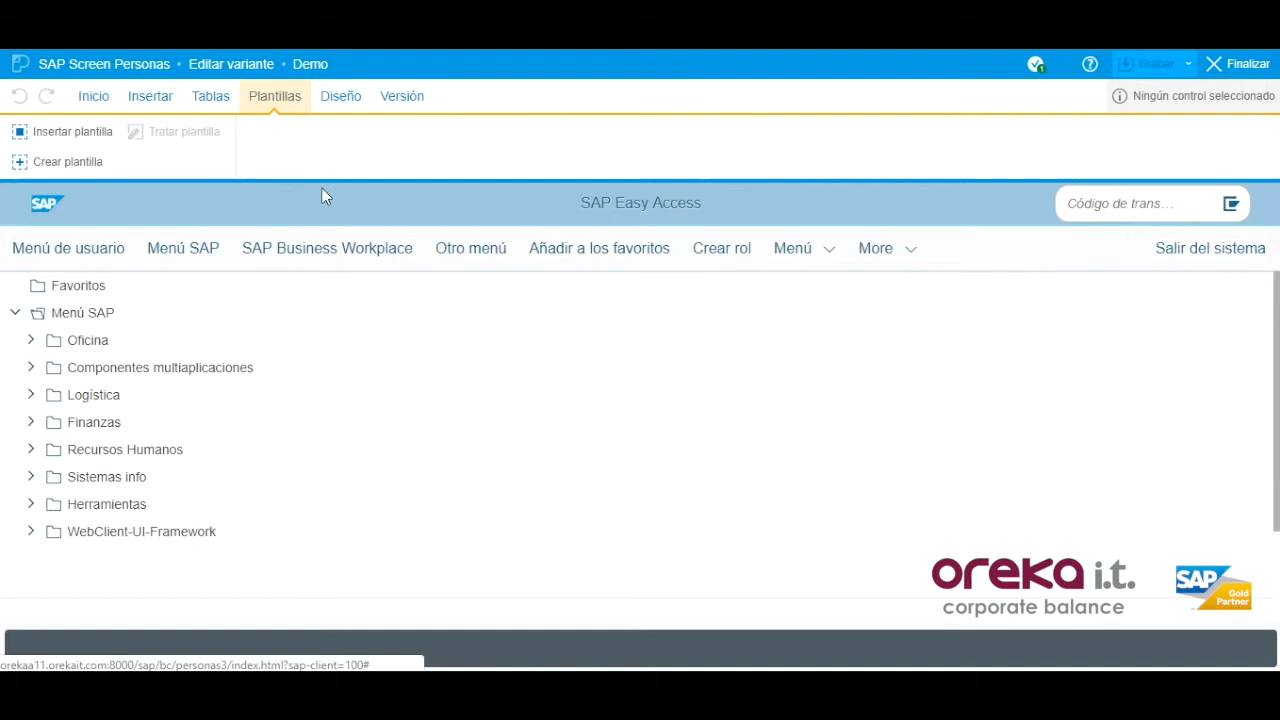 SAP Screen Personas • Editar variante • Demo
1
?
Grabar
Finalizar
Inicio
Insertar
Tablas
Plantillas
Diseño
Versión
Ningún control seleccionado
Insertar plantilla
Tratar plantilla
Crear plantilla
SAP
SAP Easy Access
Código de trans...
Menú de usuario
Menú SAP
SAP Business Workplace
Otro menú
Añadir a los favoritos
Crear rol
Menú
More
Salir del sistema
Favoritos
Menú SAP
Oficina
Componentes multiaplicaciones
Logística
Finanzas
Recursos Humanos
Sistemas info
Herramientas
WebClient-UI-Framework
oreka i.t.
corporate balance
SAP Gold
Partner
orekaa11.orekait.com:8000/sap/bc/personas3/index.html?sap-client=100#